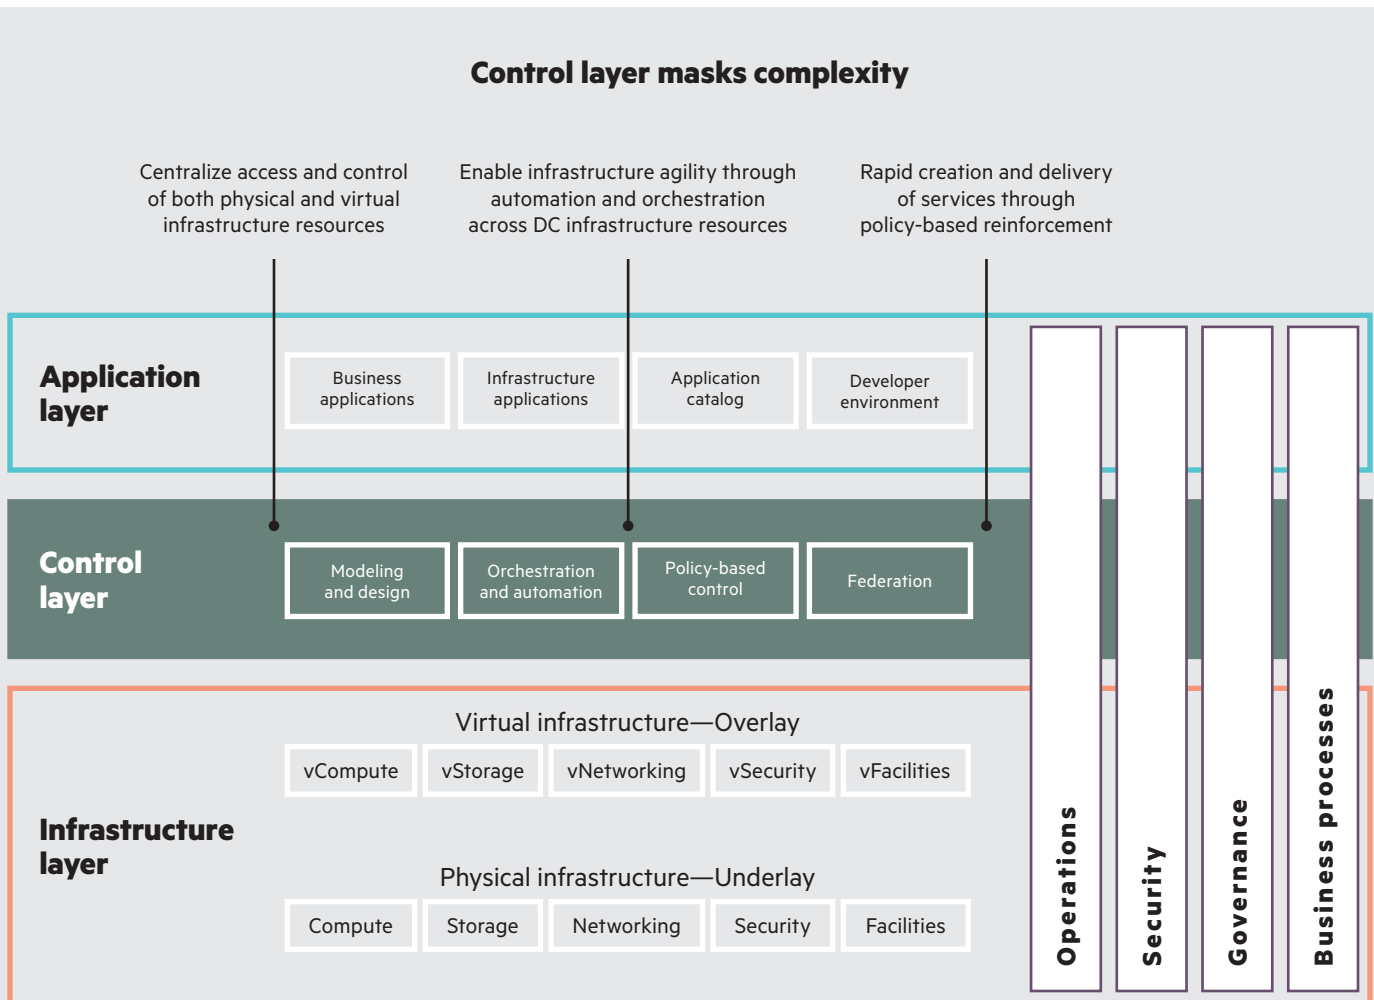 Control layer masks complexity
Centralize access and control
of both physical and virtual
infrastructure resources
Enable infrastructure agility through
automation and orchestration
across DC infrastructure resources
Rapid creation and delivery
of services through
policy-based reinforcement
Application
layer
Business
applications
Infrastructure
applications
Application
catalog
Developer
environment
Control
layer
Modeling
and design
Orchestration
and automation
Policy-based
control
Federation
Infrastructure
layer
Virtual infrastructure—Overlay
vCompute
vStorage
vNetworking
vSecurity
vFacilities
Physical infrastructure—Underlay
Compute
Storage
Networking
Security
Facilities
Operations
Security
Governance
Business processes